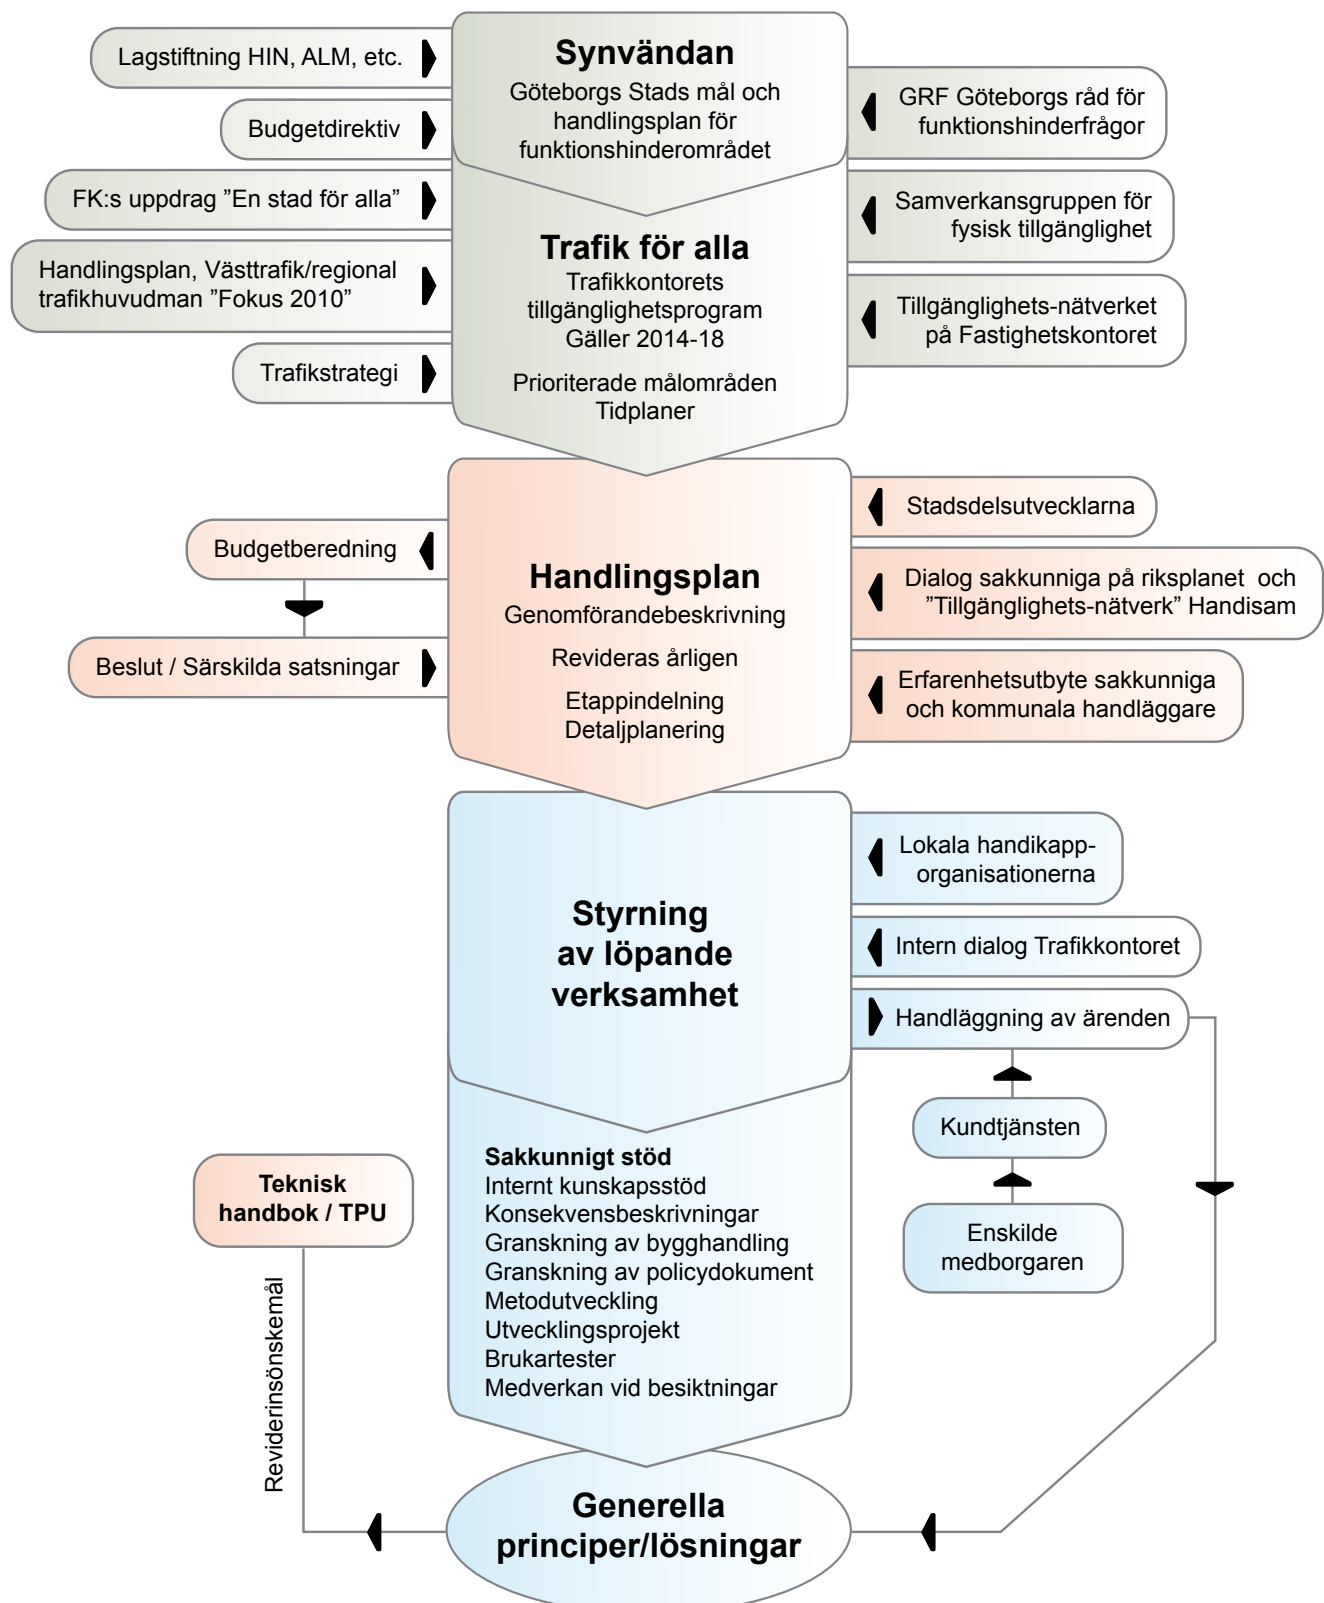 Synvändan
Göteborgs Stads mål och
handlingsplan för
funktionshinderområdet
Lagstiftning HIN, ALM, etc.
Budgetdirektiv
FK:s uppdrag ”En stad för alla”
Handlingsplan, Västtrafik/regional
trafikhuvudman ”Fokus 2010”
Trafikstrategi
GRF Göteborgs råd för
funktionshinderfrågor
Samverkansgruppen för
fysisk tillgänglighet
Tillgänglighets-nätverket
på Fastighetskontoret
Trafik för alla
Trafikkontorets
tillgänglighetsprogram
Gäller 2014-18
Prioriterade målområden
Tidplaner
Handlingsplan
Genomförandebeskrivning
Revideras årligen
Etappindelning
Detaljplanering
Budgetberedning
Beslut / Särskilda satsningar
Stadsdelsutvecklarna
Dialog sakkunniga på riksplanet och
”Tillgänglighets-nätverk” Handisam
Erfarenhetsutbyte sakkunniga
och kommunala handläggare
Styrning
av löpande
verksamhet
Lokala handikapp-
organisationerna
Intern dialog Trafikkontoret
Handläggning av ärenden
Kundtjänsten
Enskilde
medborgaren
Sakkunnigt stöd
Internt kunskapsstöd
Konsekvensbeskrivningar
Granskning av bygghandling
Granskning av policydokument
Metodutveckling
Utvecklingsprojekt
Brukartester
Medverkan vid besiktningar
Teknisk
handbok / TPU
Reviderinsönskemål
Generella
principer/lösningar